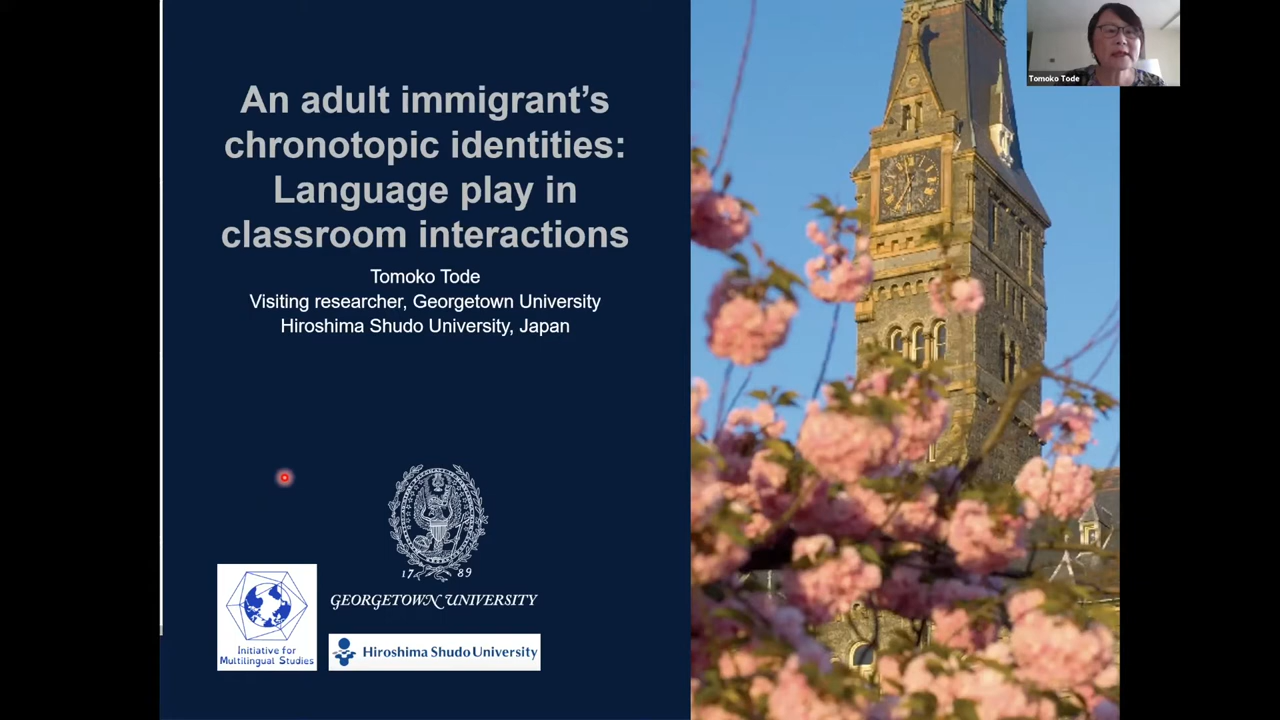 An adult immigrant’s
chronotopic identities:
Language play in
classroom interactions
Tomoko Tode
Visiting researcher, Georgetown University
Hiroshima Shudo University, Japan
17 89
GEORGETOWN UNIVERSITY
Initiative for
Multilingual Studies
Hiroshima Shudo University
Tomoko Tode